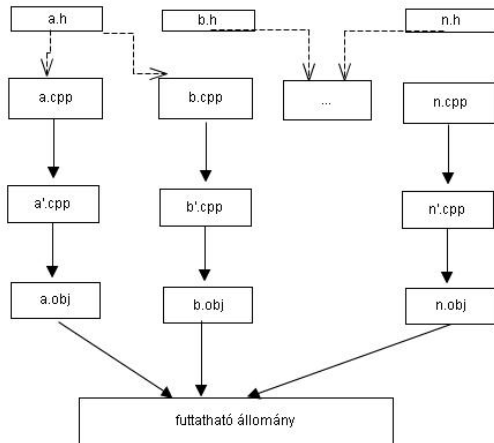 a.h
b.h
n.h
a.cpp
b.cpp
...
n.cpp
a'.cpp
b'.cpp
n'.cpp
a.obj
b.obj
n.obj
futtatható állomány